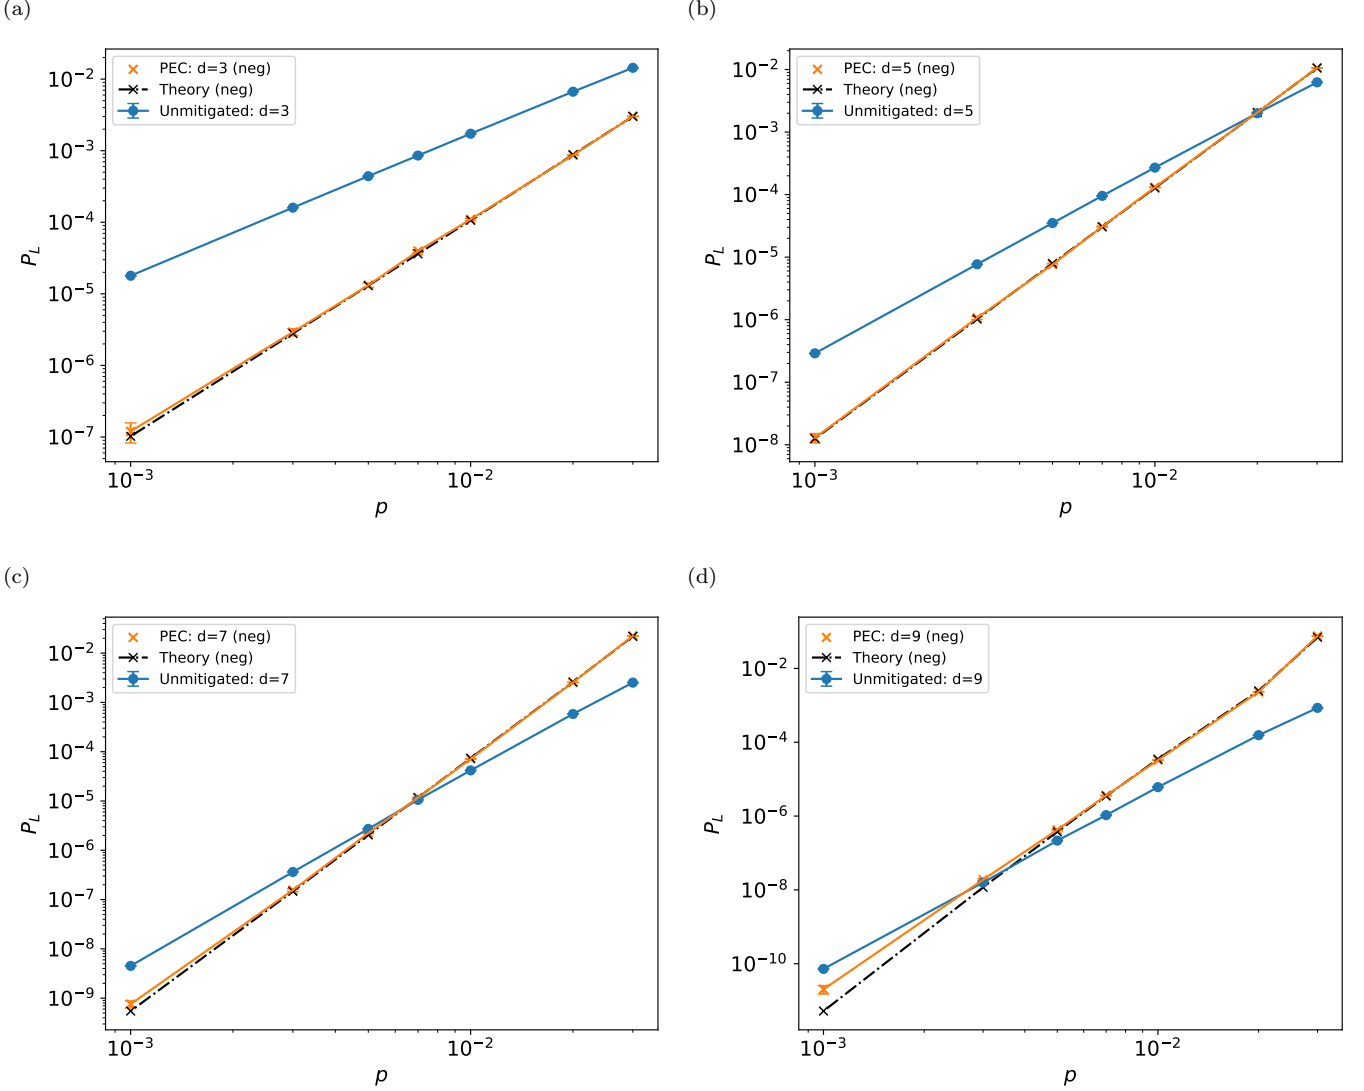 (a)
PEC: d=3 (neg)
Theory (neg)
Unmitigated: d=3
10⁻²
10⁻³
10⁻⁴
10⁻⁵
10⁻⁶
10⁻⁷
P_L
10⁻³ 10⁻²
p
(b)
PEC: d=5 (neg)
Theory (neg)
Unmitigated: d=5
10⁻²
10⁻³
10⁻⁴
10⁻⁵
10⁻⁶
10⁻⁷
10⁻⁸
P_L
10⁻³ 10⁻²
p
(c)
PEC: d=7 (neg)
Theory (neg)
Unmitigated: d=7
10⁻²
10⁻³
10⁻⁴
10⁻⁵
10⁻⁶
10⁻⁷
10⁻⁸
10⁻⁹
P_L
10⁻³ 10⁻²
p
(d)
PEC: d=9 (neg)
Theory (neg)
Unmitigated: d=9
10⁻²
10⁻⁴
10⁻⁶
10⁻⁸
10⁻¹⁰
P_L
10⁻³ 10⁻²
p